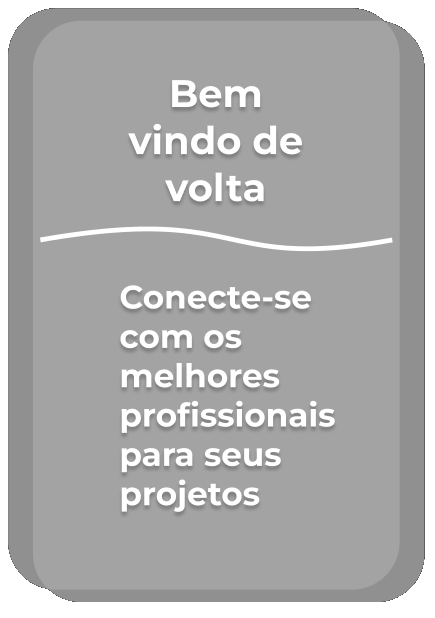 Bem
vindo de
volta
Conecte-se
com os
melhores
profissionais
para seus
projetos